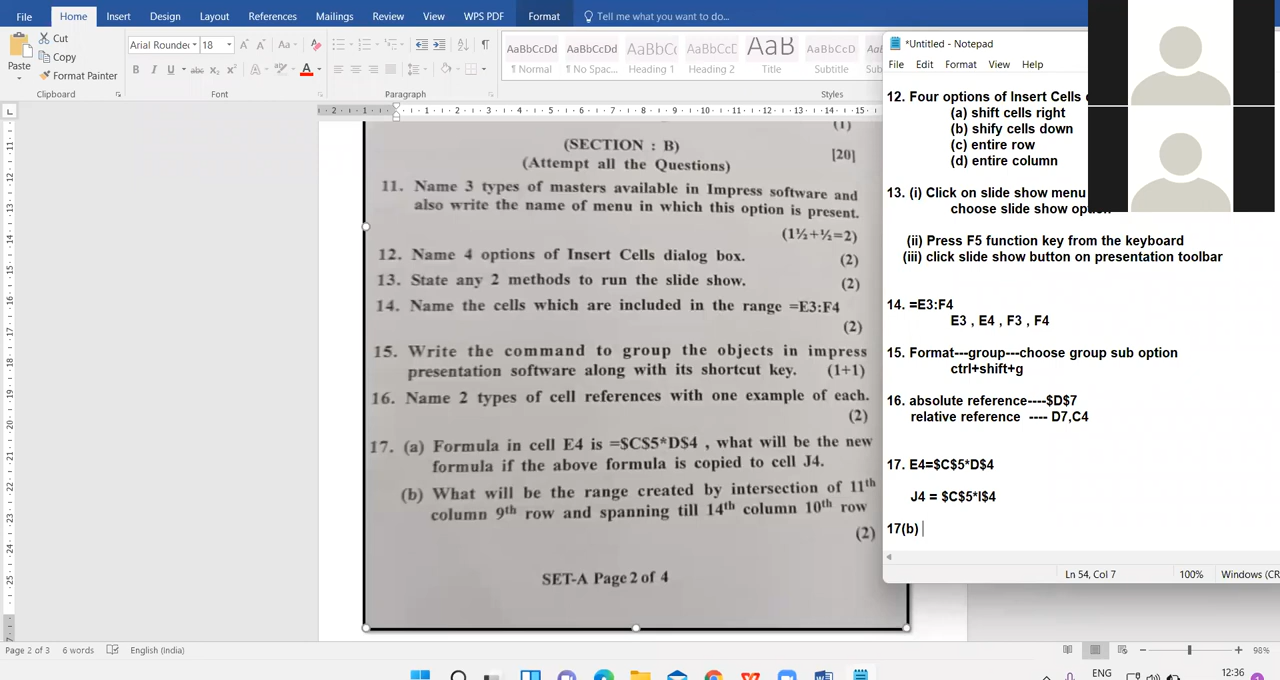 File Home Insert Design Layout References Mailings Review View WPS PDF Format Tell me what you want to do...
Cut
Copy
Format Painter
Paste
Arial Rounde 18
AaBbCcDd AaBbCcDd AaBbCc AaBbCcD AaB AaBbCcD
¶ Normal ¶ No Spac... Heading 1 Heading 2 Title Subtitle
Clipboard Font Paragraph Styles
(1)
(SECTION : B)
(Attempt all the Questions) [20]
11. Name 3 types of masters available in Impress software and
also write the name of menu in which this option is present.
(1½+½=2)
12. Name 4 options of Insert Cells dialog box. (2)
13. State any 2 methods to run the slide show. (2)
14. Name the cells which are included in the range =E3:F4
(2)
15. Write the command to group the objects in impress
presentation software along with its shortcut key. (1+1)
16. Name 2 types of cell references with one example of each.
(2)
17. (a) Formula in cell E4 is =$C$5*D$4 , what will be the new
formula if the above formula is copied to cell J4.
(b) What will be the range created by intersection of 11th
column 9th row and spanning till 14th column 10th row
(2)
SET-A Page 2 of 4
*Untitled - Notepad
File Edit Format View Help
12. Four options of Insert Cells
(a) shift cells right
(b) shify cells down
(c) entire row
(d) entire column
13. (i) Click on slide show menu
choose slide show
(ii) Press F5 function key from the keyboard
(iii) click slide show button on presentation toolbar
14. =E3:F4
E3 , E4 , F3 , F4
15. Format---group---choose group sub option
ctrl+shift+g
16. absolute reference----$D$7
relative reference ---- D7,C4
17. E4=$C$5*D$4
J4 = $C$5*I$4
17(b)
Ln 54, Col 7 100% Windows (CR
Page 2 of 3 6 words English (India) 98%
ENG 12:36